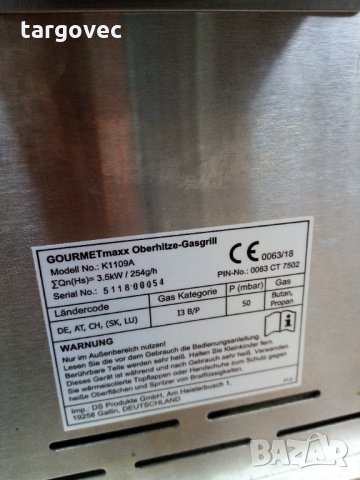 targovec
GOURMETmaxx Oberhitze-Gasgrill
Modell No.: K1109A
∑Qn(Hs)= 3.5kW / 254g/h
Serial No.: 511800054
CE 0063/18
PIN-No.: 0063 CT 7502
Ländercode Gas Kategorie P (mbar) Gas
DE, AT, CH, (SK, LU) I3 B/P 50 Butan, Propan
WARNUNG
Nur im Außenbereich nutzen.
Lesen Sie die vor dem Gebrauch die Bedienungsanleitung.
Berührbare Teile werden sehr heiß. Halten Sie Kleinkinder fern.
Dieses Gerät ist während und nach Gebrauch sehr heiß. Tragen
Sie wärmeisolierte Topflappen oder Handschuhe zum Schutz gegen
heiße Oberflächen und Spritzer von Bratflüssigkeiten.
Imp.: DS Produkte GmbH, Am Heisterbusch 1,
19258 Gallin, DEUTSCHLAND
bazar